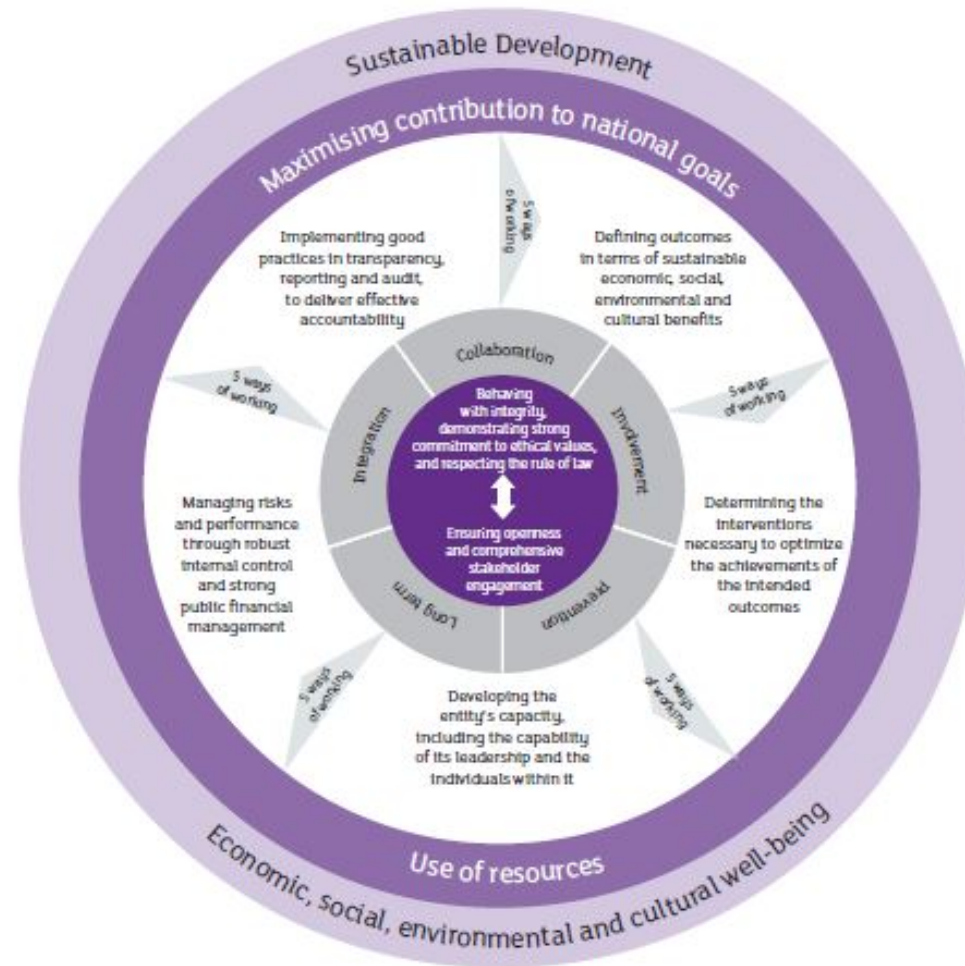 Sustainable Development
Maximising contribution to national goals
5 ways
of working
Implementing good
practices in transparency,
reporting and audit,
to deliver effective
accountability
Defining outcomes
in terms of sustainable
economic, social,
environmental and
cultural benefits
Collaboration
5 ways
of working
5 ways
of working
Integration
Involvement
Behaving
with integrity,
demonstrating strong
commitment to ethical values,
and respecting the rule of law
Ensuring openness
and comprehensive
stakeholder
engagement
Managing risks
and performance
through robust
internal control
and strong
public financial
management
Determining the
interventions
necessary to optimize
the achievements of
the intended
outcomes
Long term
prevention
5 ways
of working
5 ways
of working
Developing the
entity's capacity,
including the capability
of its leadership and the
individuals within it
Use of resources
Economic, social, environmental and cultural well-being